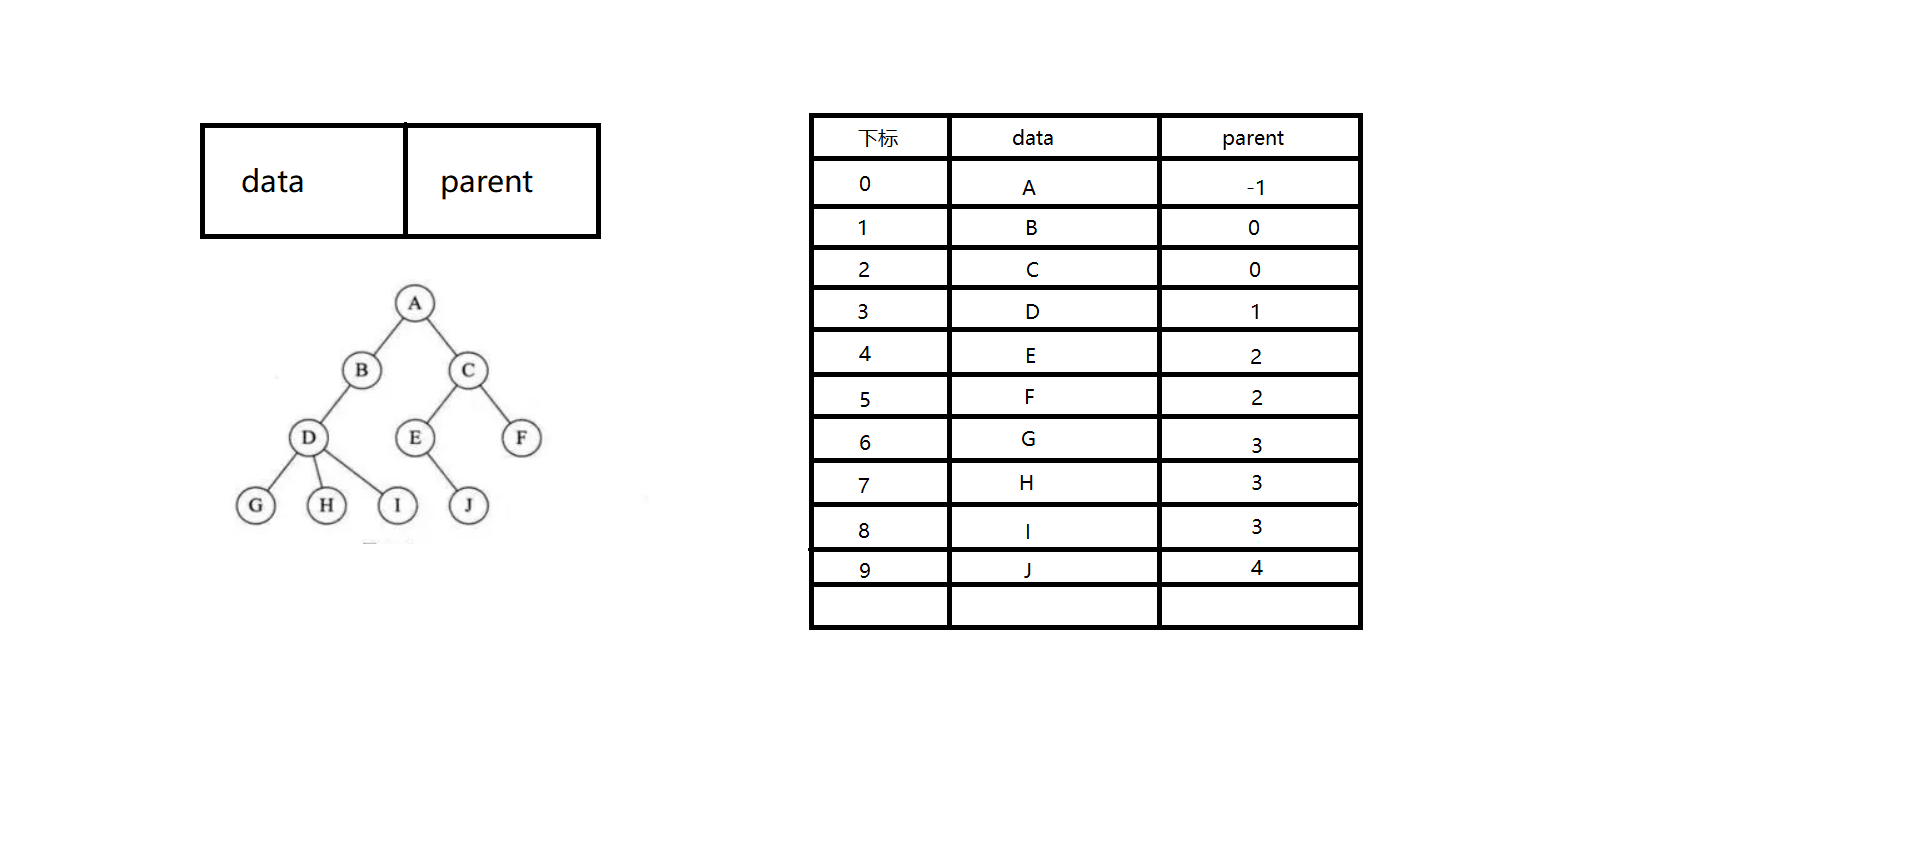 data parent
A
B C
D E F
G H I J
下标 data parent
0 A -1
1 B 0
2 C 0
3 D 1
4 E 2
5 F 2
6 G 3
7 H 3
8 I 3
9 J 4